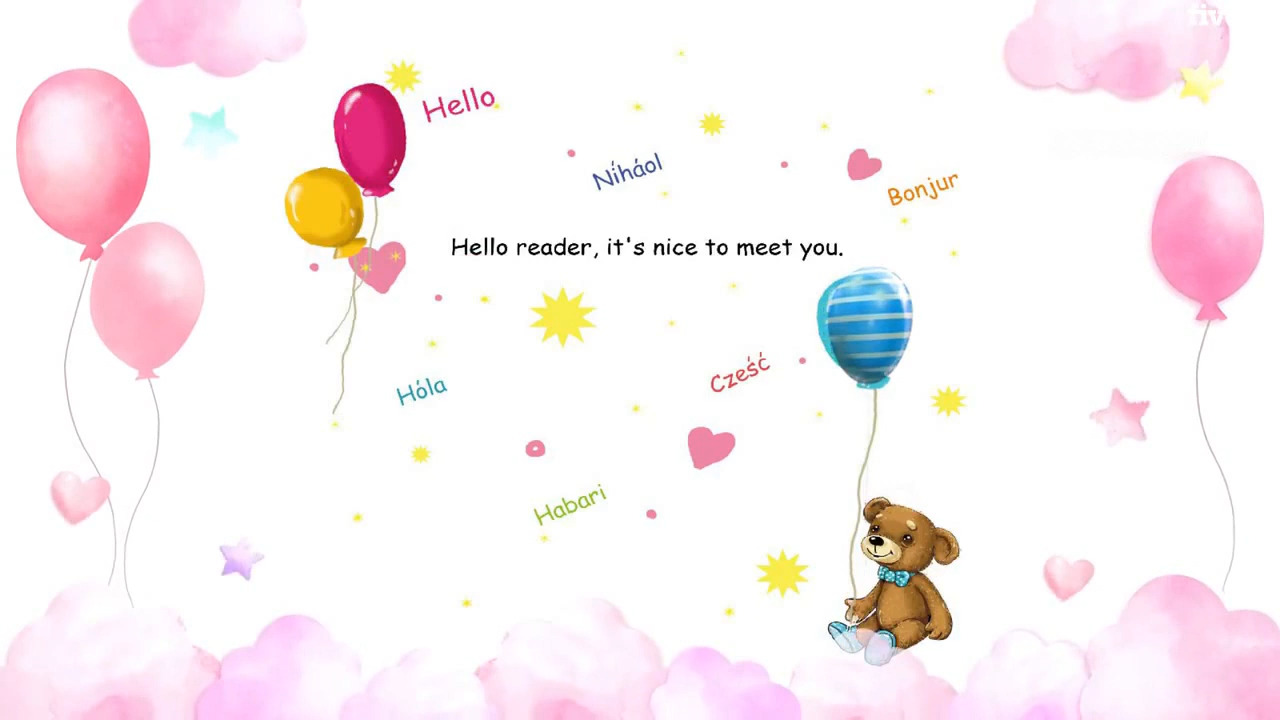 Hello
Níháol
Bonjur
Hello reader, it's nice to meet you.
Cześć
Hóla
Habari